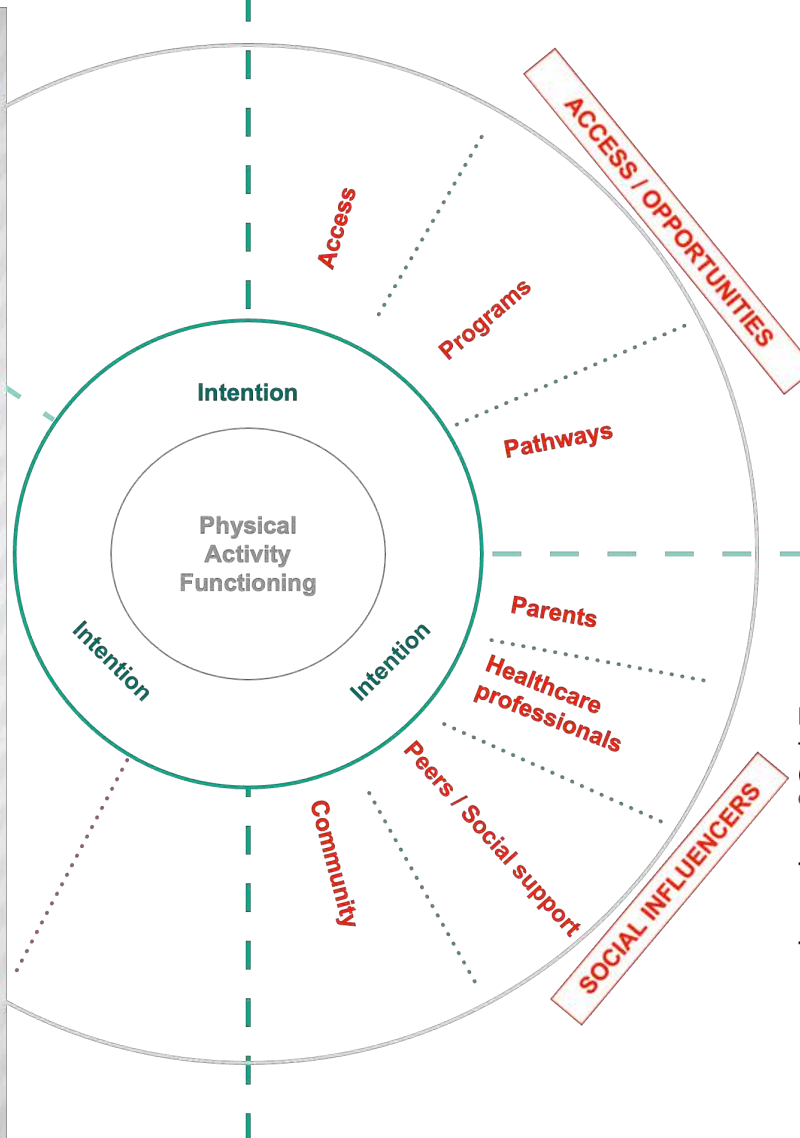 ACCESS / OPPORTUNITIES
Access
Programs
Pathways
Intention
Physical
Activity
Functioning
Intention
Intention
Parents
Healthcare
professionals
Peers / Social support
Community
SOCIAL INFLUENCERS